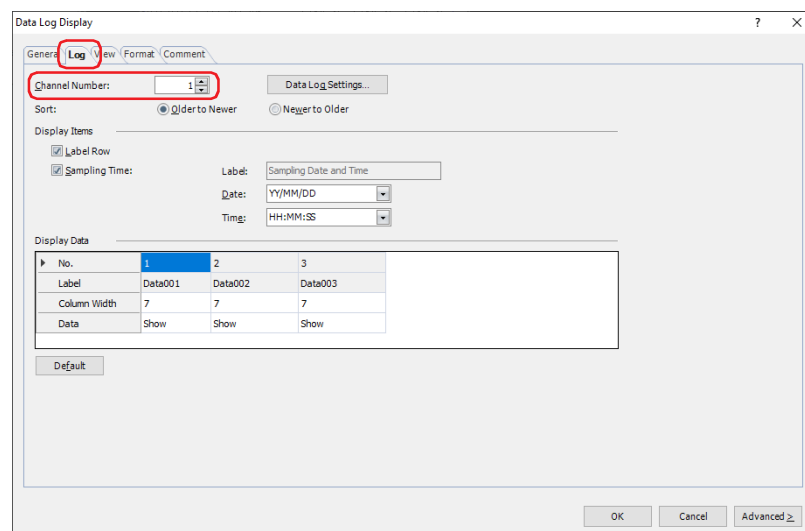 Data Log Display ? X
General Log View Format Comment
Channel Number: 1 Data Log Settings...
Sort: Older to Newer Newer to Older
Display Items
Label Row
Sampling Time: Label: Sampling Date and Time
Date: YY/MM/DD
Time: HH:MM:SS
Display Data
No. 1 2 3
Label Data001 Data002 Data003
Column Width 7 7 7
Data Show Show Show
Default
OK Cancel Advanced >